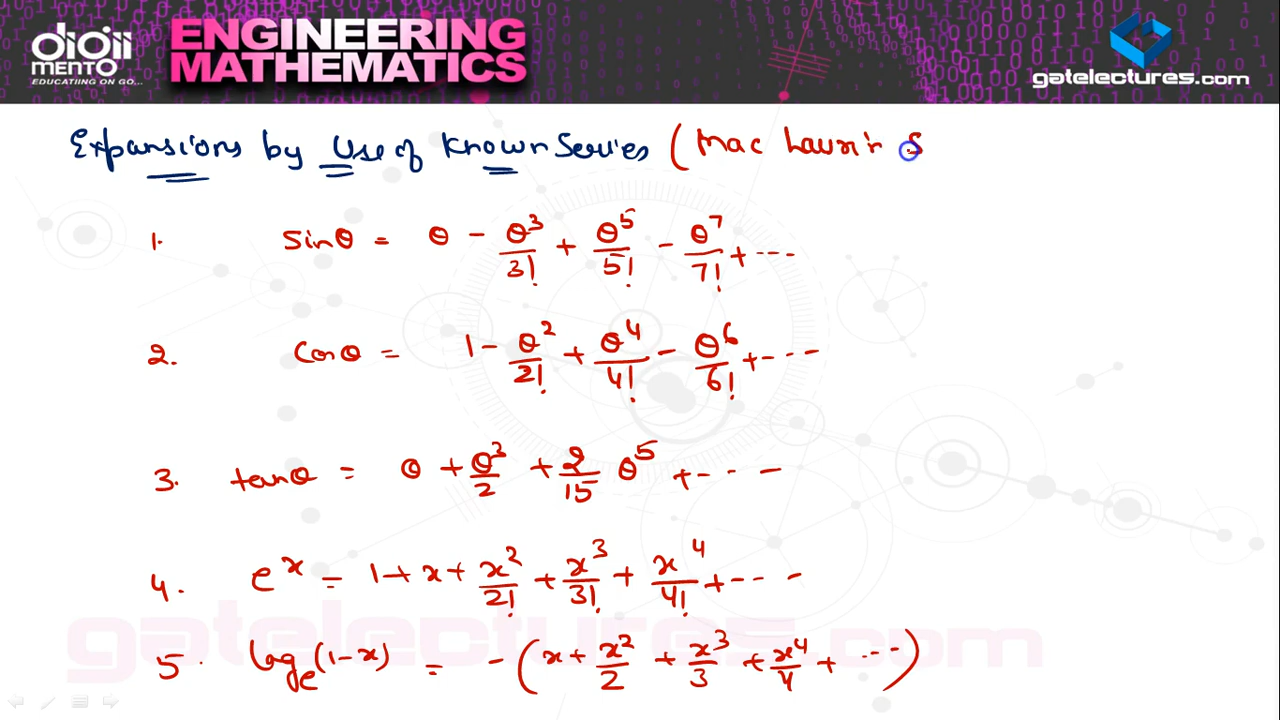 digii MENTO EDUCATING ON GO... ENGINEERING MATHEMATICS gatelectures.com
Expansions by Use of Known Series (Mac Laurin S
1. sinθ = θ - θ³/3! + θ⁵/5! - θ⁷/7! + ...
2. cosθ = 1 - θ²/2! + θ⁴/4! - θ⁶/6! + ...
3. tanθ = θ + θ³/2 + 2/15 θ⁵ + ...
4. eˣ = 1 + x + x²/2! + x³/3! + x⁴/4! + ...
gatelectures.com
5. logₑ(1-x) = -(x + x²/2 + x³/3 + x⁴/4 + ...)